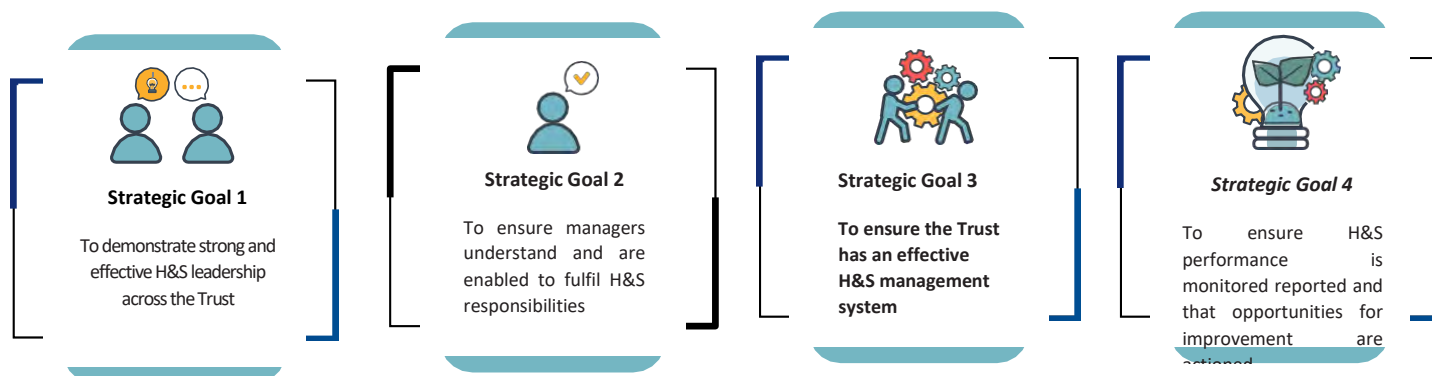 Strategic Goal 1
To demonstrate strong and
effective H&S leadership
across the Trust
Strategic Goal 2
To ensure managers
understand and are
enabled to fulfil H&S
responsibilities
Strategic Goal 3
To ensure the Trust
has an effective
H&S management
system
Strategic Goal 4
To ensure H&S
performance is
monitored reported and
that opportunities for
improvement are
actioned